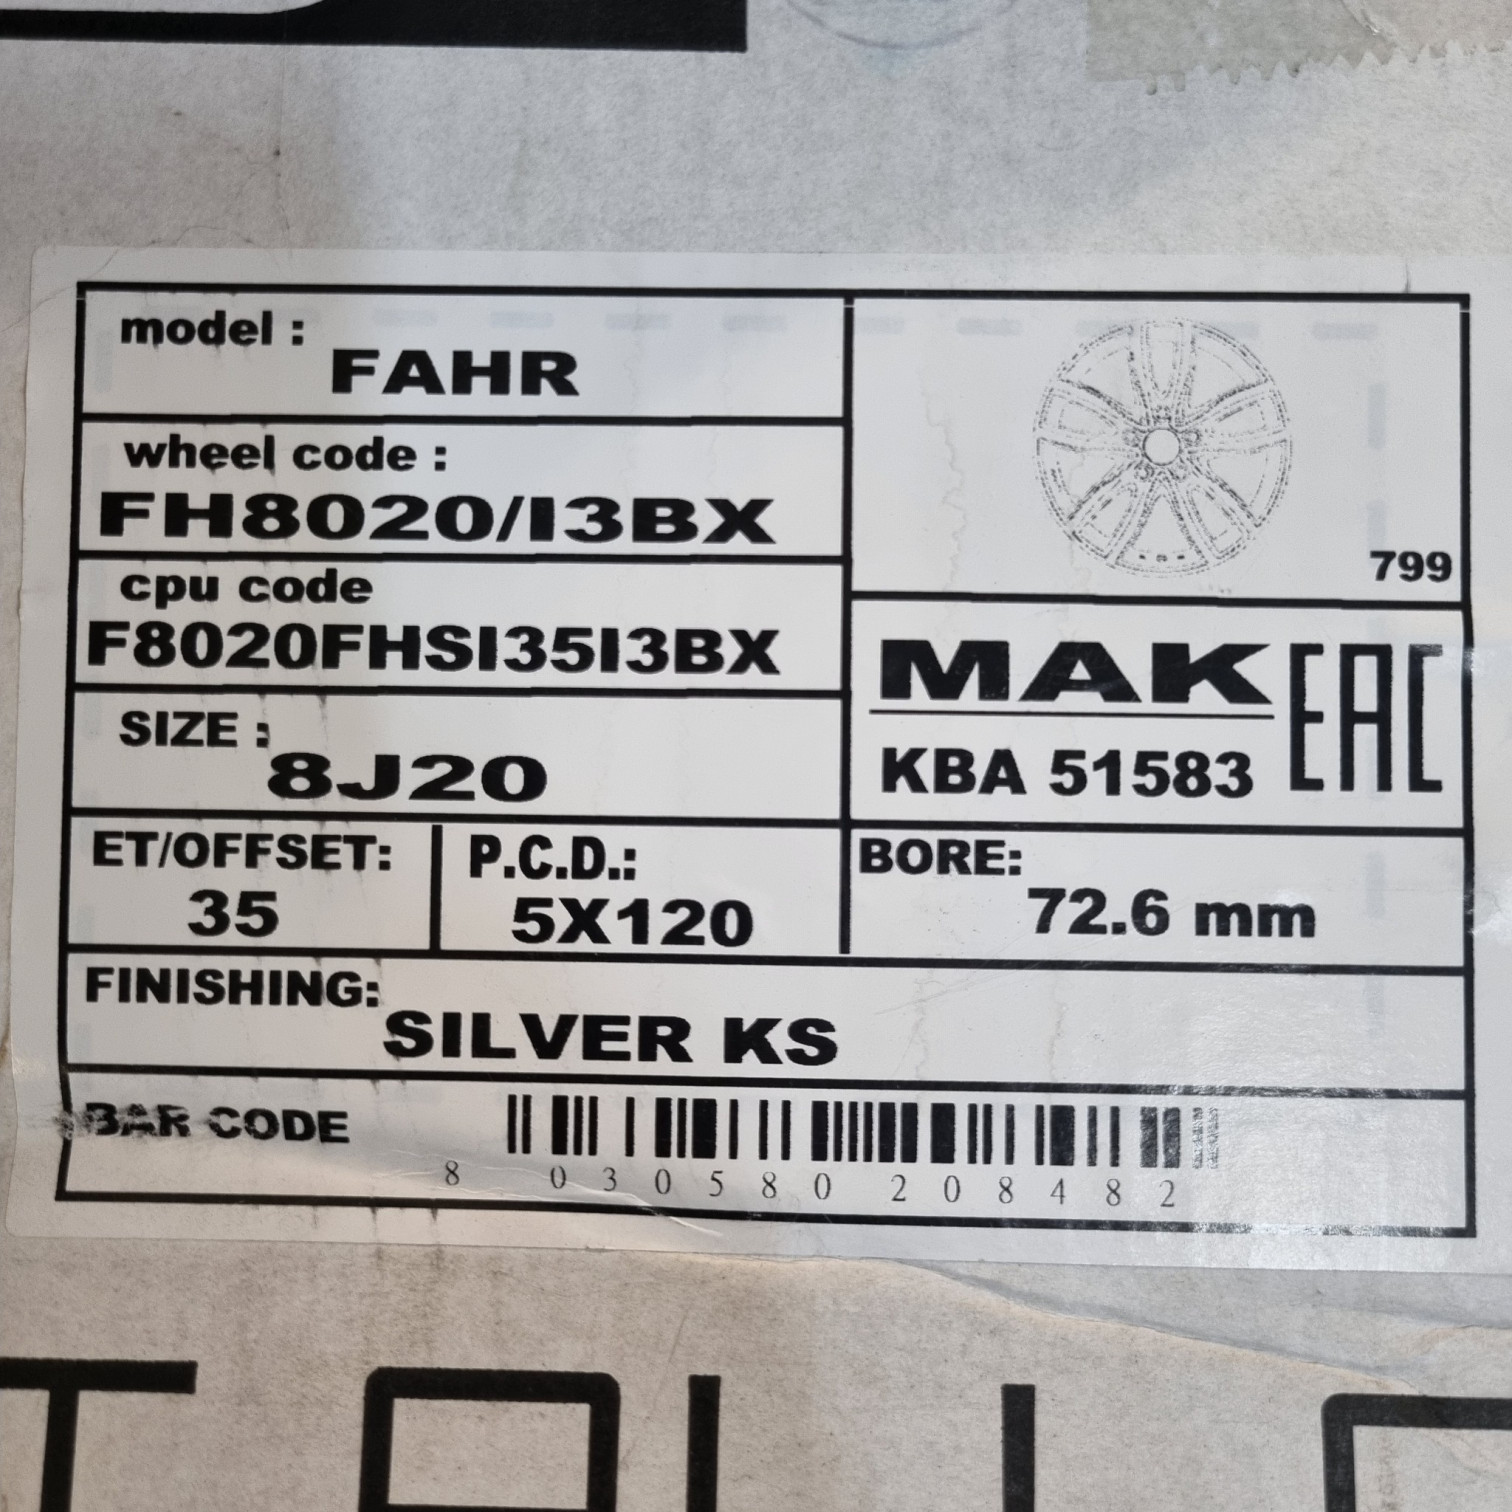 model :
FAHR
wheel code :
FH8020/I3BX
cpu code
F8020FHSI35I3BX
SIZE :
8J20
ET/OFFSET:
35
P.C.D.:
5X120
799
MAK
KBA 51583
EAC
BORE:
72.6 mm
FINISHING:
SILVER KS
BAR CODE
8 030580 208482